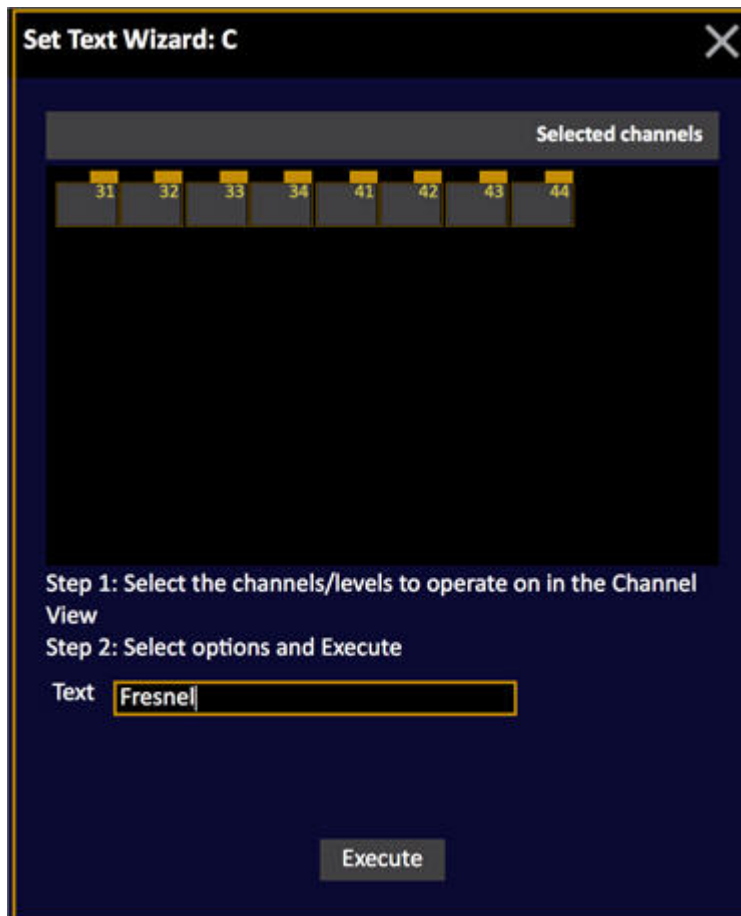 Set Text Wizard: C
Selected channels
31 32 33 34 41 42 43 44
Step 1: Select the channels/levels to operate on in the Channel
View
Step 2: Select options and Execute
Text Fresnel
Execute